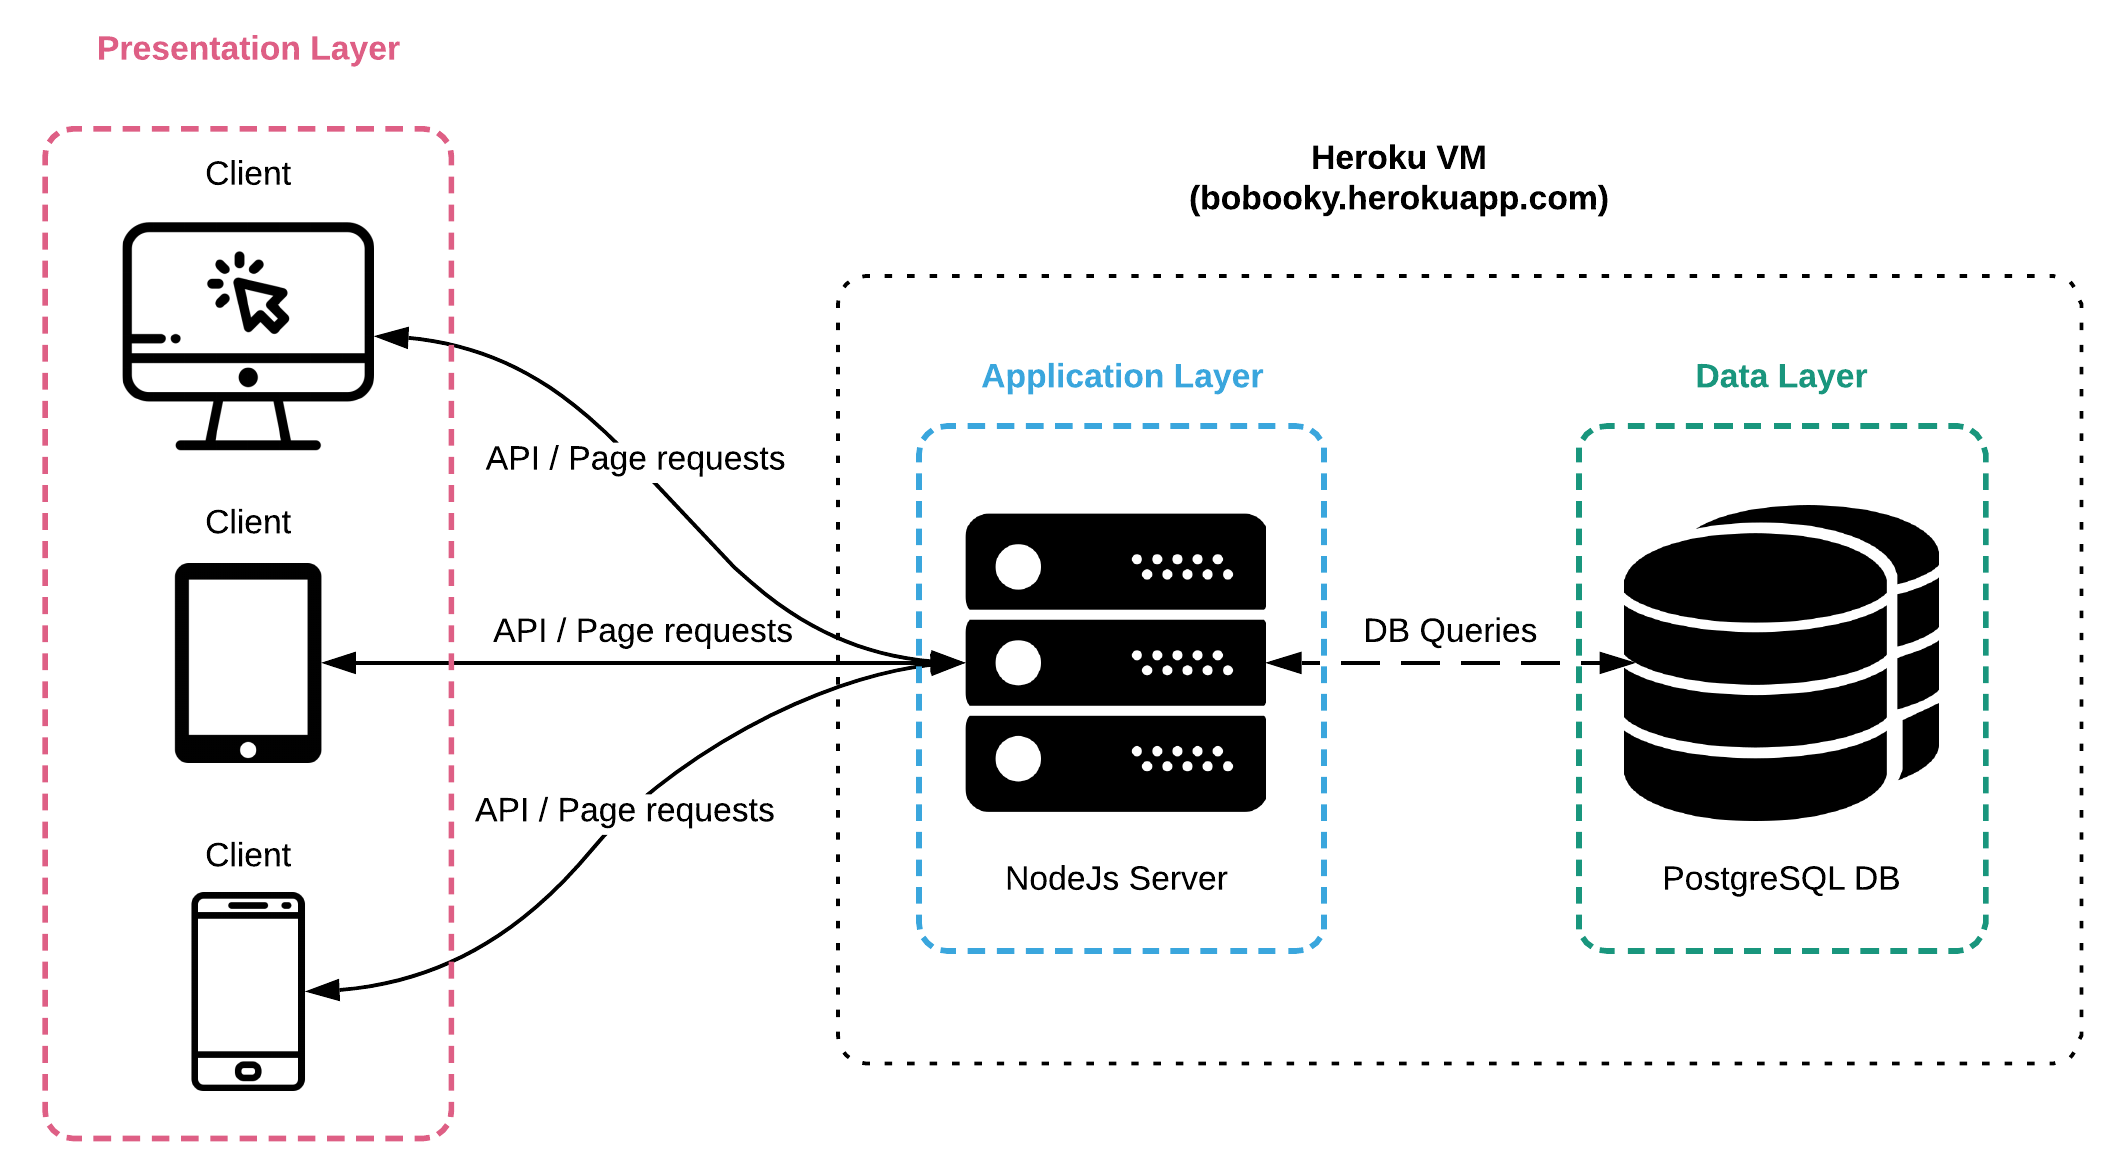 Presentation Layer
Client
Client
Client
API / Page requests
API / Page requests
API / Page requests
Heroku VM
(bobooky.herokuapp.com)
Application Layer
NodeJs Server
DB Queries
Data Layer
PostgreSQL DB